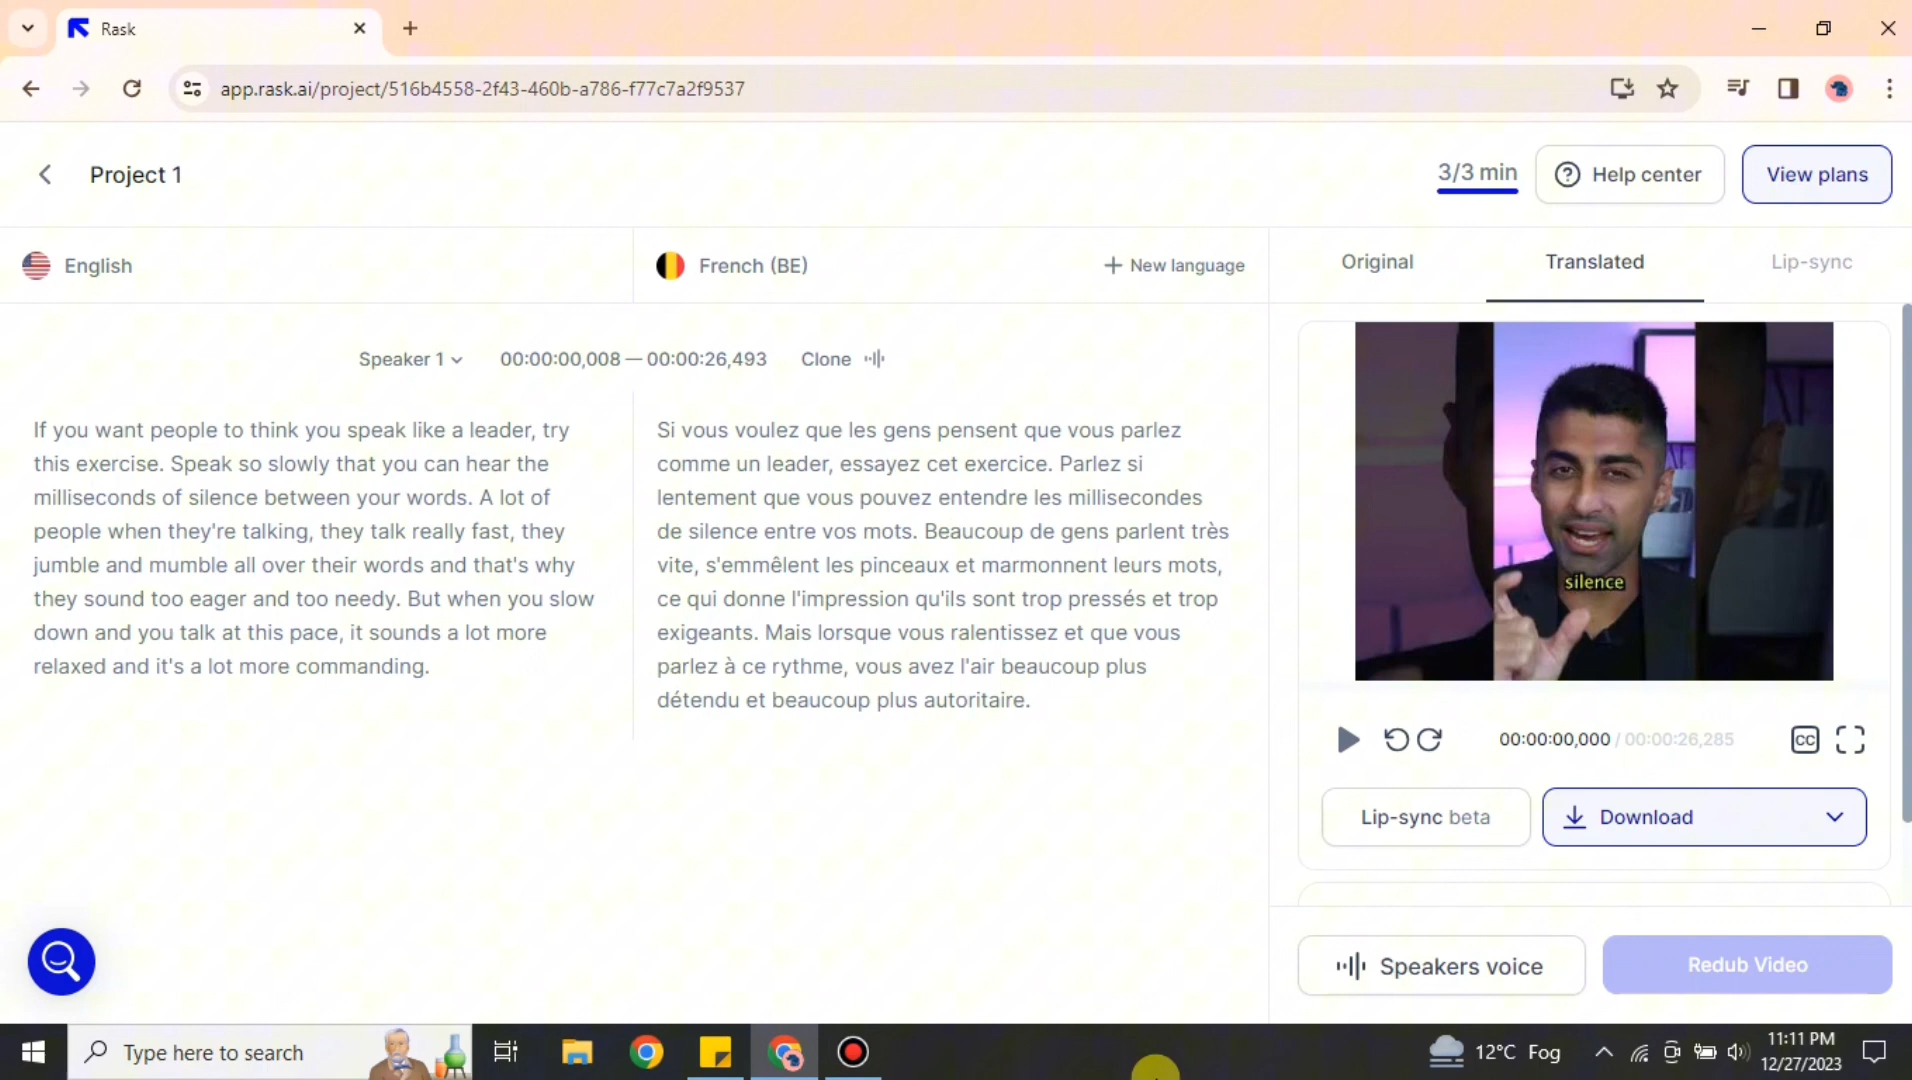 Rask
app.rask.ai/project/516b4558-2f43-460b-a786-f77c7a2f9537
Project 1
3/3 min
Help center
View plans
English
French (BE)
New language
Original
Translated
Lip-sync
Speaker 1
00:00:00,008 — 00:00:26,493
Clone
If you want people to think you speak like a leader, try
this exercise. Speak so slowly that you can hear the
milliseconds of silence between your words. A lot of
people when they're talking, they talk really fast, they
jumble and mumble all over their words and that's why
they sound too eager and too needy. But when you slow
down and you talk at this pace, it sounds a lot more
relaxed and it's a lot more commanding.
Si vous voulez que les gens pensent que vous parlez
comme un leader, essayez cet exercice. Parlez si
lentement que vous pouvez entendre les millisecondes
de silence entre vos mots. Beaucoup de gens parlent très
vite, s'emmêlent les pinceaux et marmonnent leurs mots,
ce qui donne l'impression qu'ils sont trop pressés et trop
exigeants. Mais lorsque vous ralentissez et que vous
parlez à ce rythme, vous avez l'air beaucoup plus
détendu et beaucoup plus autoritaire.
silence
00:00:00,000 / 00:00:26,285
CC
Lip-sync beta
Download
Speakers voice
Redub Video
Type here to search
12°C Fog
11:11 PM
12/27/2023